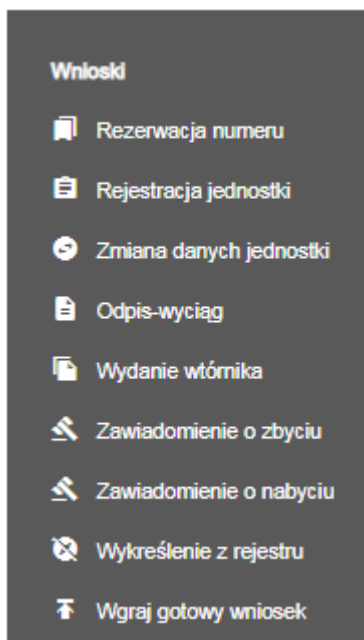 Wnioski
Rezerwacja numeru
Rejestracja jednostki
Zmiana danych jednostki
Odpis-wyciąg
Wydanie wtórnika
Zawiadomienie o zbyciu
Zawiadomienie o nabyciu
Wykreślenie z rejestru
Wgraj gotowy wniosek